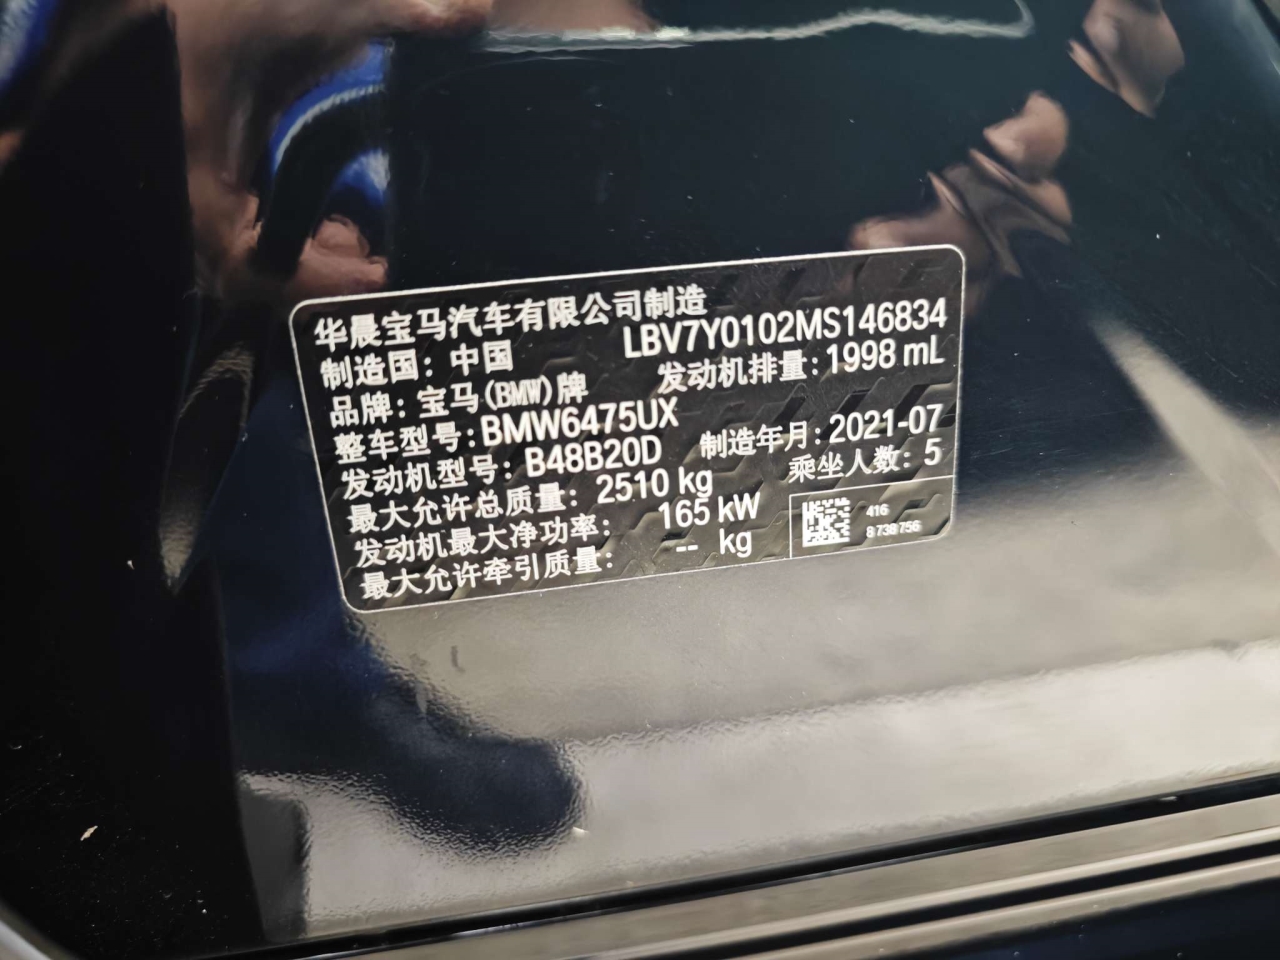 华晨宝马汽车有限公司制造
制造国：中国 LBV7Y0102MS146834
品牌：宝马(BMW)牌 发动机排量：1998 mL
整车型号：BMW6475UX
发动机型号：B48B20D 制造年月：2021-07
最大允许总质量：2510 kg 乘坐人数：5
发动机最大净功率：165 kW
最大允许牵引质量：-- kg
416
8 738 756